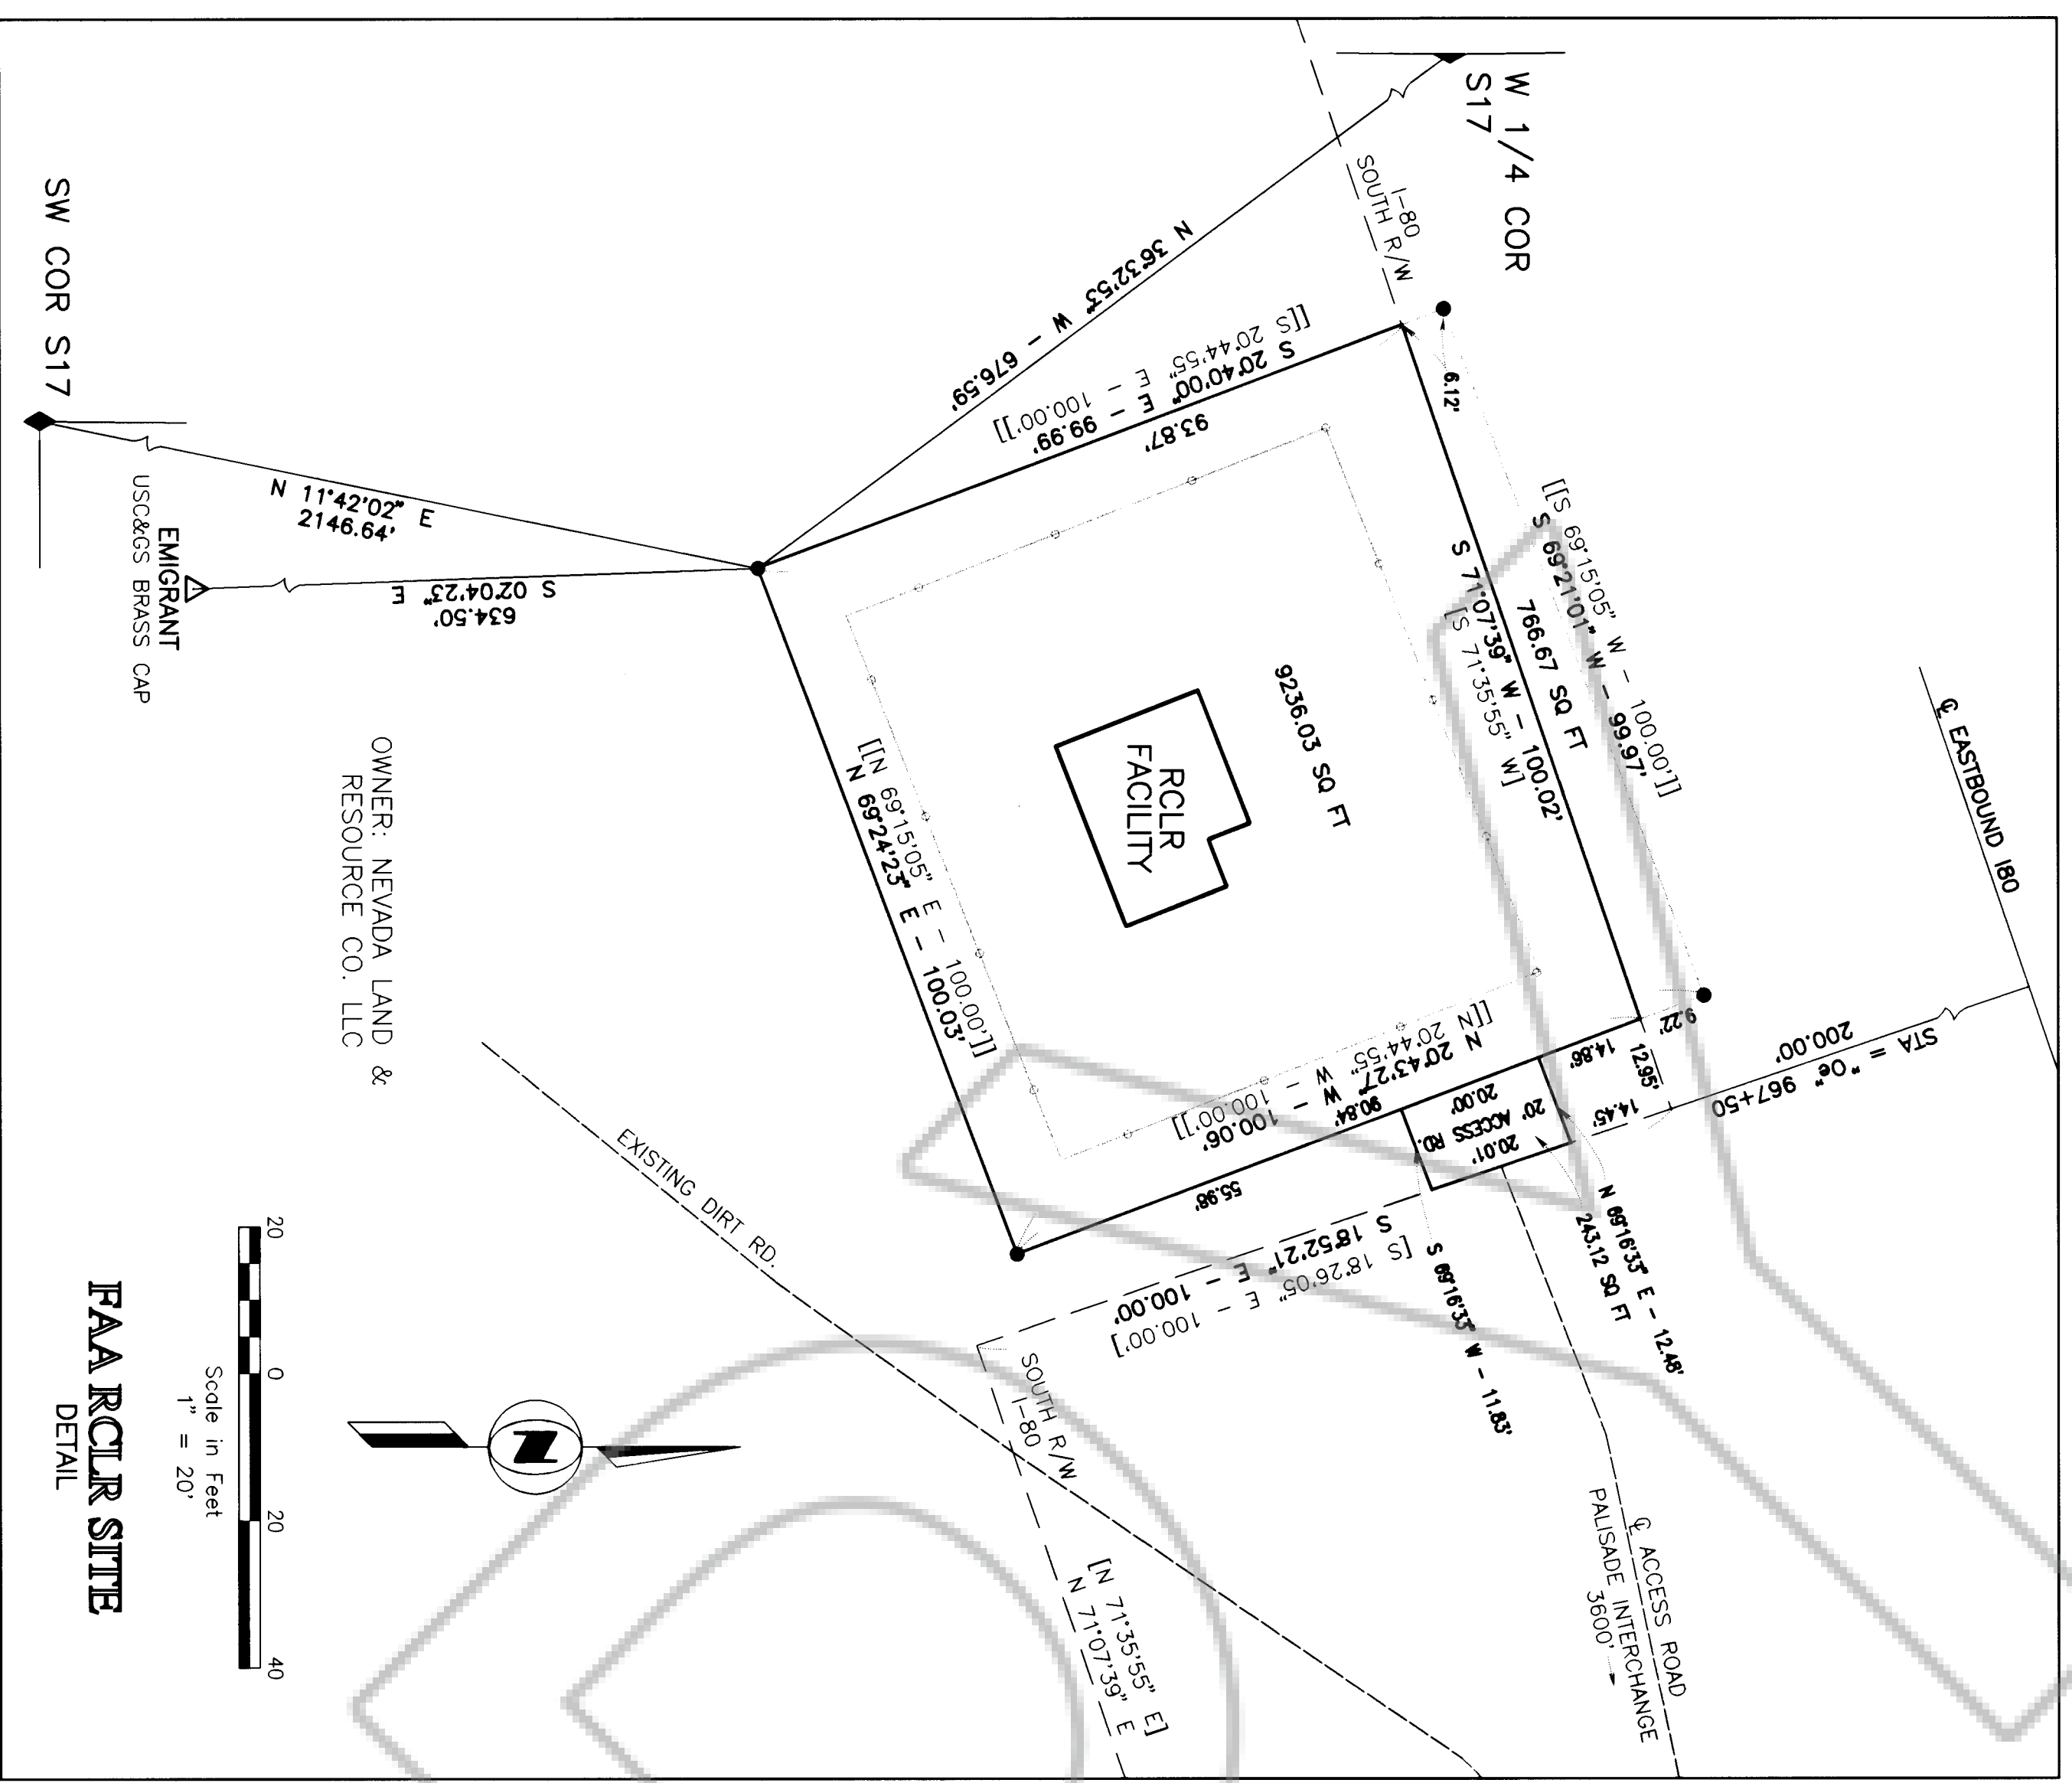 W 1/4 COR
S17
I-80
SOUTH R/W
N 36°32'53" W - 676.59'
[[S 20°44'55" E - 100.00']]
S 20°40'00" E - 99.99'
93.87'
6.12'
[[S 69°15'05" W - 100.00']]
S 69°21'01" W - 99.97'
766.67 SQ FT
S 71°07'39" W - 100.02'
[S 71°35'55" W]
℄ EASTBOUND I80
STA = "Oe" 967+50
200.00'
9.22'
12.95'
14.86'
14.45'
9236.03 SQ FT
RCLR
FACILITY
[[N 69°15'05" E - 100.00']]
N 69°24'23" E - 100.03'
[[N 20°44'55" W - 100.00']]
N 20°43'27" W - 100.06'
90.84'
20.00'
20' ACCESS RD.
20.01'
55.98'
N 69°16'33" E - 12.48'
243.12 SQ FT
S 69°16'33" W - 11.83'
S 18°52'21" E - 100.00'
[S 18°26'05" E - 100.00']
SOUTH R/W
I-80
[N 71°35'55" E]
N 71°07'39" E
℄ ACCESS ROAD
PALISADE INTERCHANGE
3600'
SW COR S17
N 11°42'02" E
2146.64'
S 02°04'23" E
634.50'
EMIGRANT
USC&GS BRASS CAP
OWNER: NEVADA LAND &
RESOURCE CO. LLC
EXISTING DIRT RD.
N
20 0 20 40
Scale in Feet
1" = 20'
FAA RCLR SITE
DETAIL